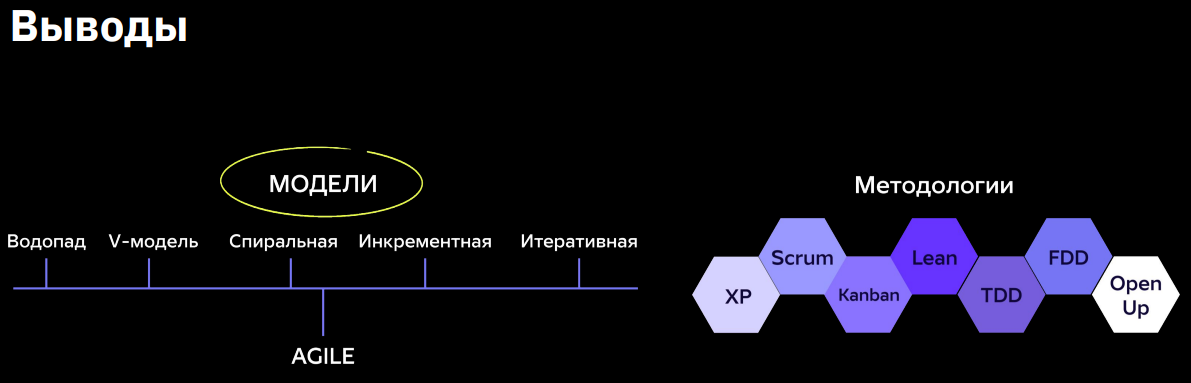 Выводы
МОДЕЛИ
Водопад
V-модель
Спиральная
Инкрементная
Итеративная
AGILE
Методологии
XP
Scrum
Kanban
Lean
TDD
FDD
Open
Up